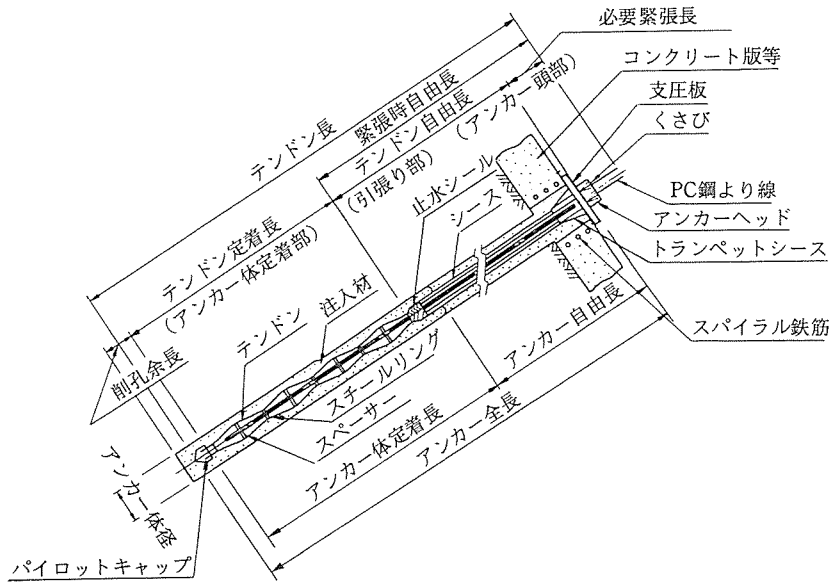 必要緊張長
コンクリート版等
支圧板
くさび
PC鋼より線
アンカーヘッド
トランペットシース
スパイラル鉄筋
テンドン長
緊張時自由長
テンドン自由長
(引張り部)
(アンカー頭部)
止水シール
シース
テンドン定着長
(アンカー体定着部)
注入材
テンドン
削孔余長
スチールリング
スペーサー
アンカー自由長
アンカー体定着長
アンカー全長
アンカー体径
パイロットキャップ